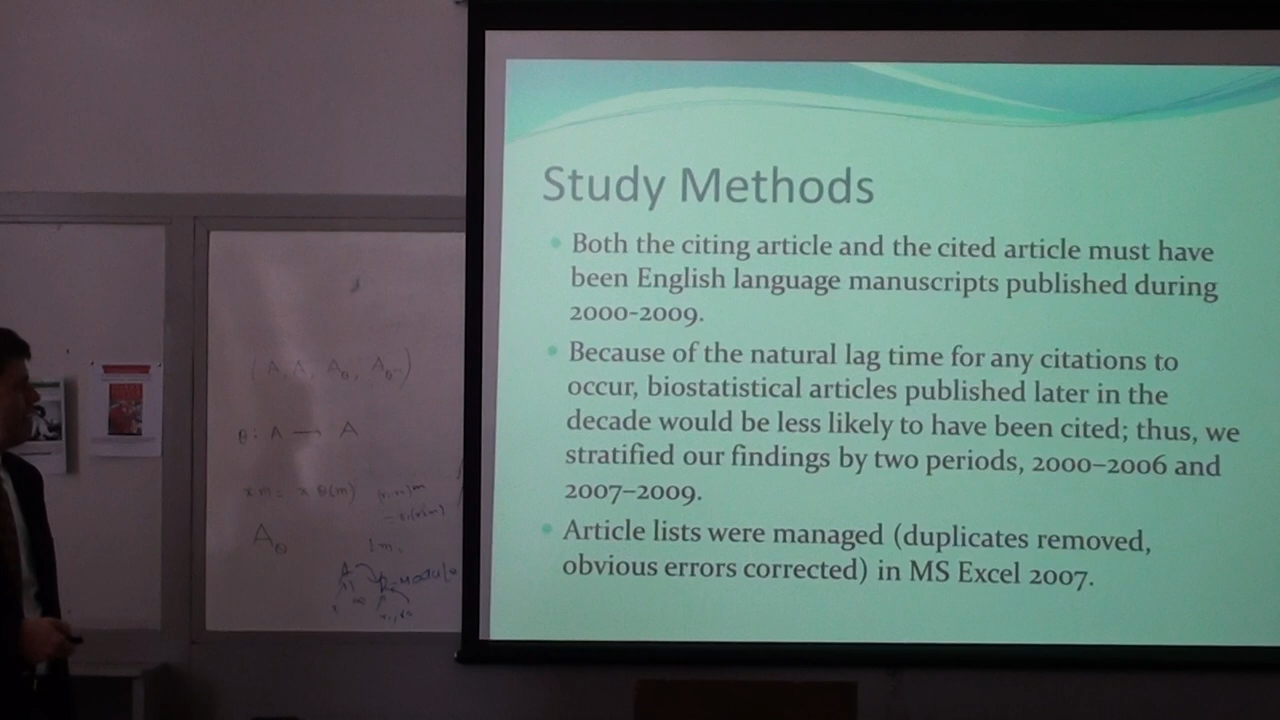 Study Methods
Both the citing article and the cited article must have
been English language manuscripts published during
2000-2009.
Because of the natural lag time for any citations to
occur, biostatistical articles published later in the
decade would be less likely to have been cited; thus, we
stratified our findings by two periods, 2000–2006 and
2007–2009.
Article lists were managed (duplicates removed,
obvious errors corrected) in MS Excel 2007.
θ: A → A
x θ(m)
A_θ
1m
R-module